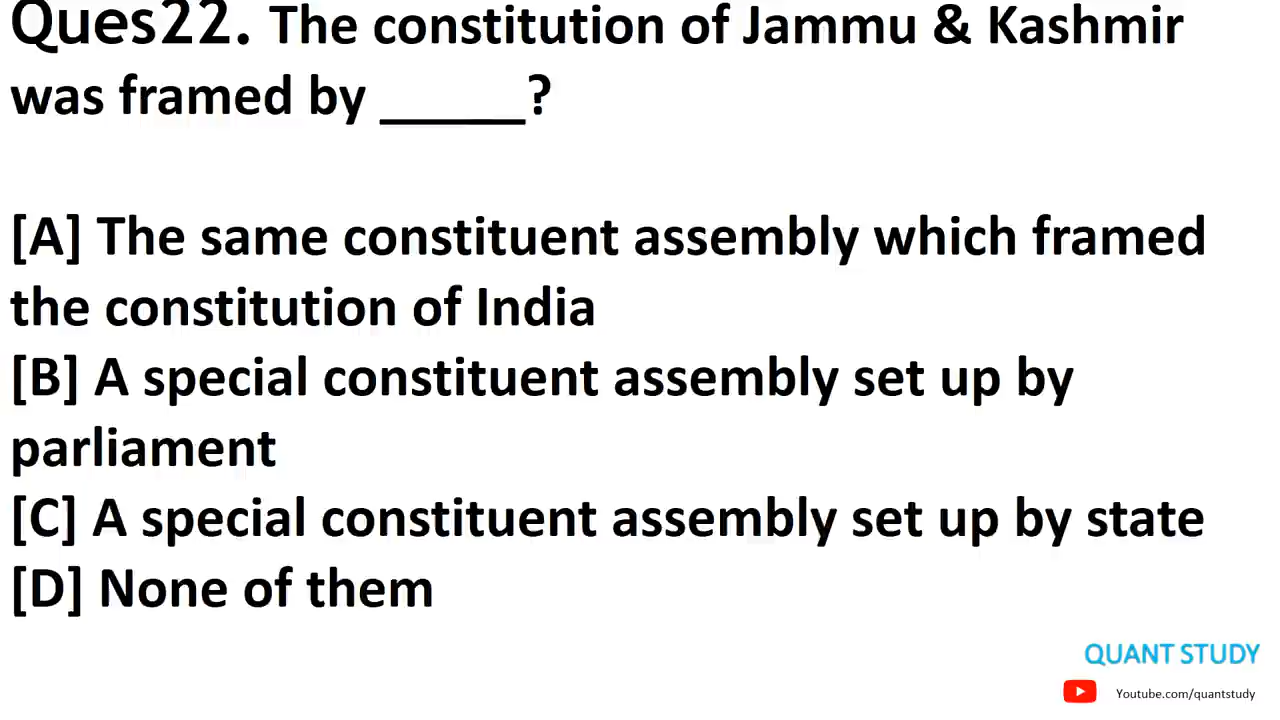 Ques22. The constitution of Jammu & Kashmir
was framed by _____?
[A] The same constituent assembly which framed
the constitution of India
[B] A special constituent assembly set up by
parliament
[C] A special constituent assembly set up by state
[D] None of them
QUANT STUDY
Youtube.com/quantstudy